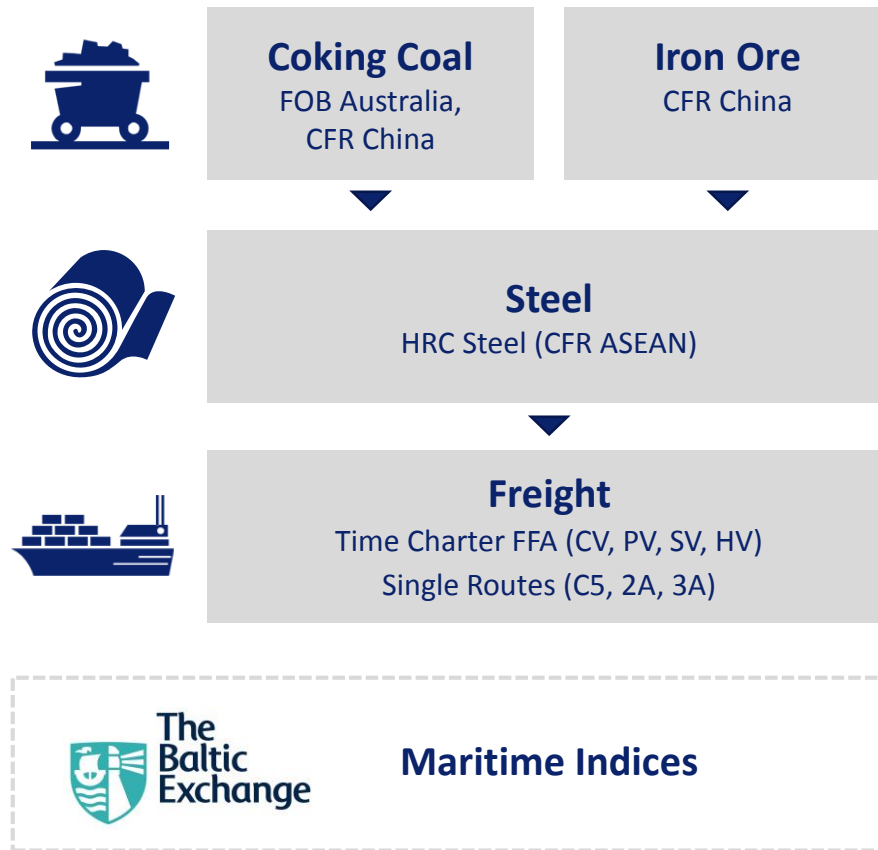 Coking Coal
FOB Australia,
CFR China
Iron Ore
CFR China
Steel
HRC Steel (CFR ASEAN)
Freight
Time Charter FFA (CV, PV, SV, HV)
Single Routes (C5, 2A, 3A)
The
Baltic
Exchange
Maritime Indices